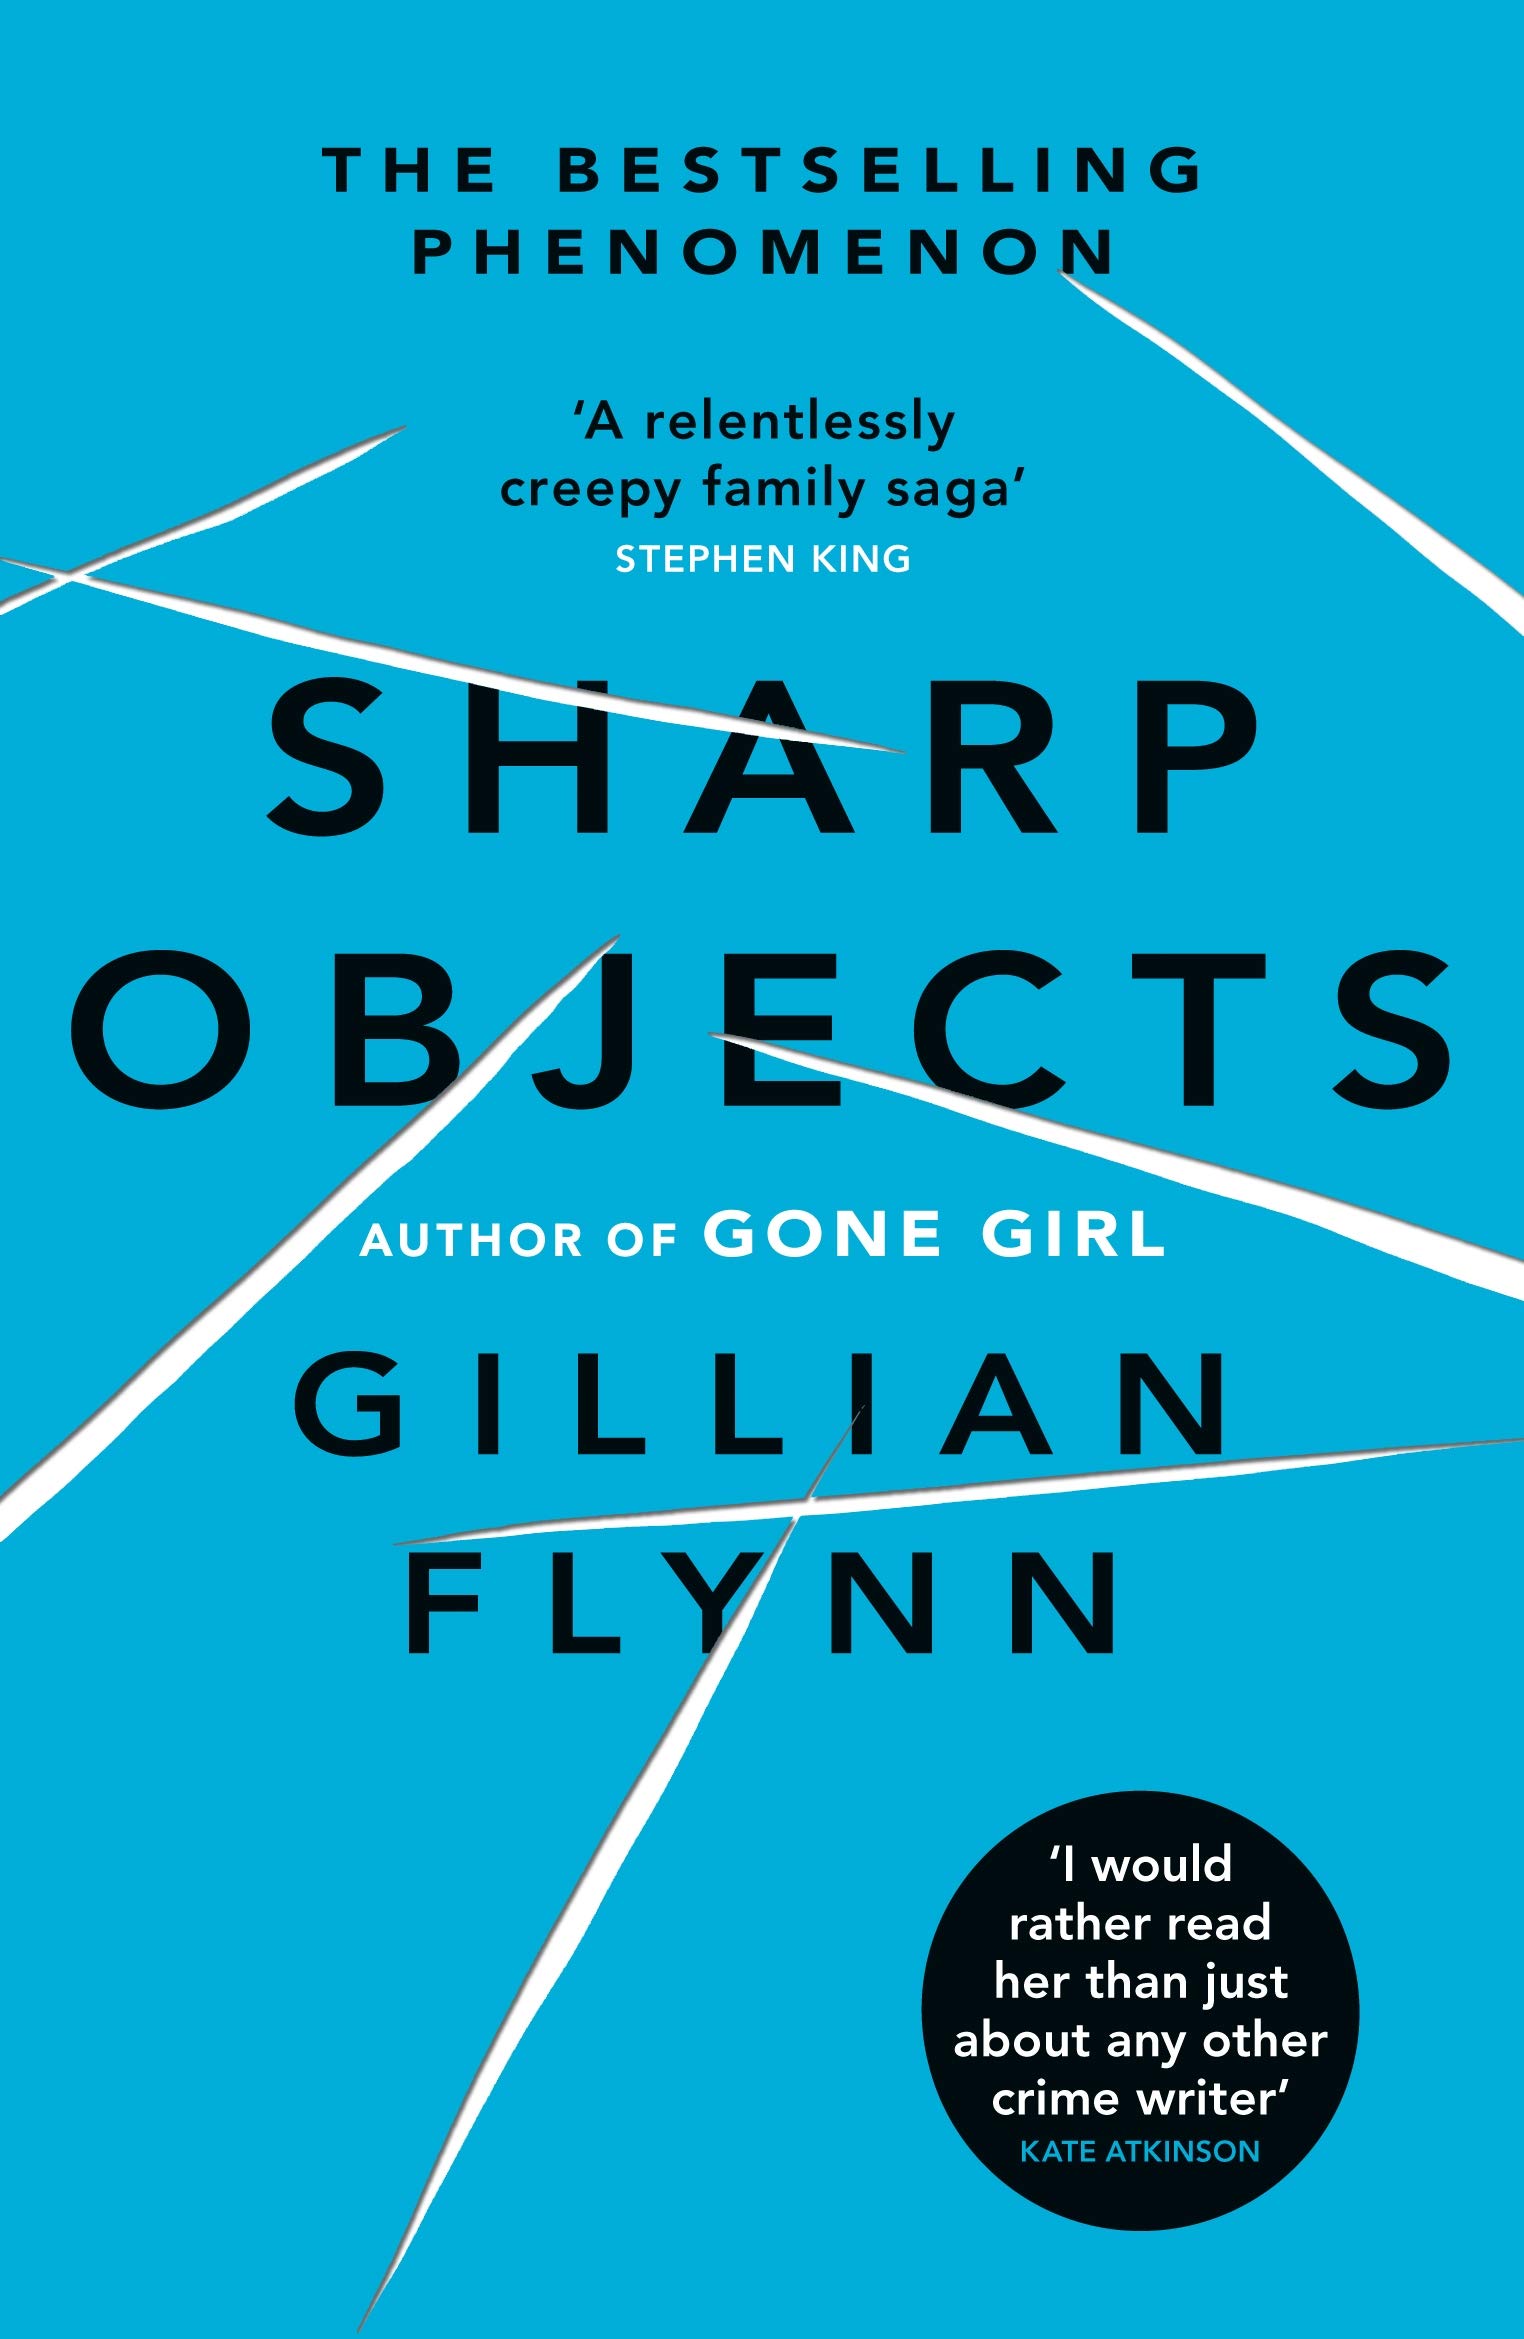 THE BESTSELLING
PHENOMENON
‘A relentlessly
creepy family saga’
STEPHEN KING
SHARP
OBJECTS
AUTHOR OF GONE GIRL
GILLIAN
FLYNN
‘I would
rather read
her than just
about any other
crime writer’
KATE ATKINSON